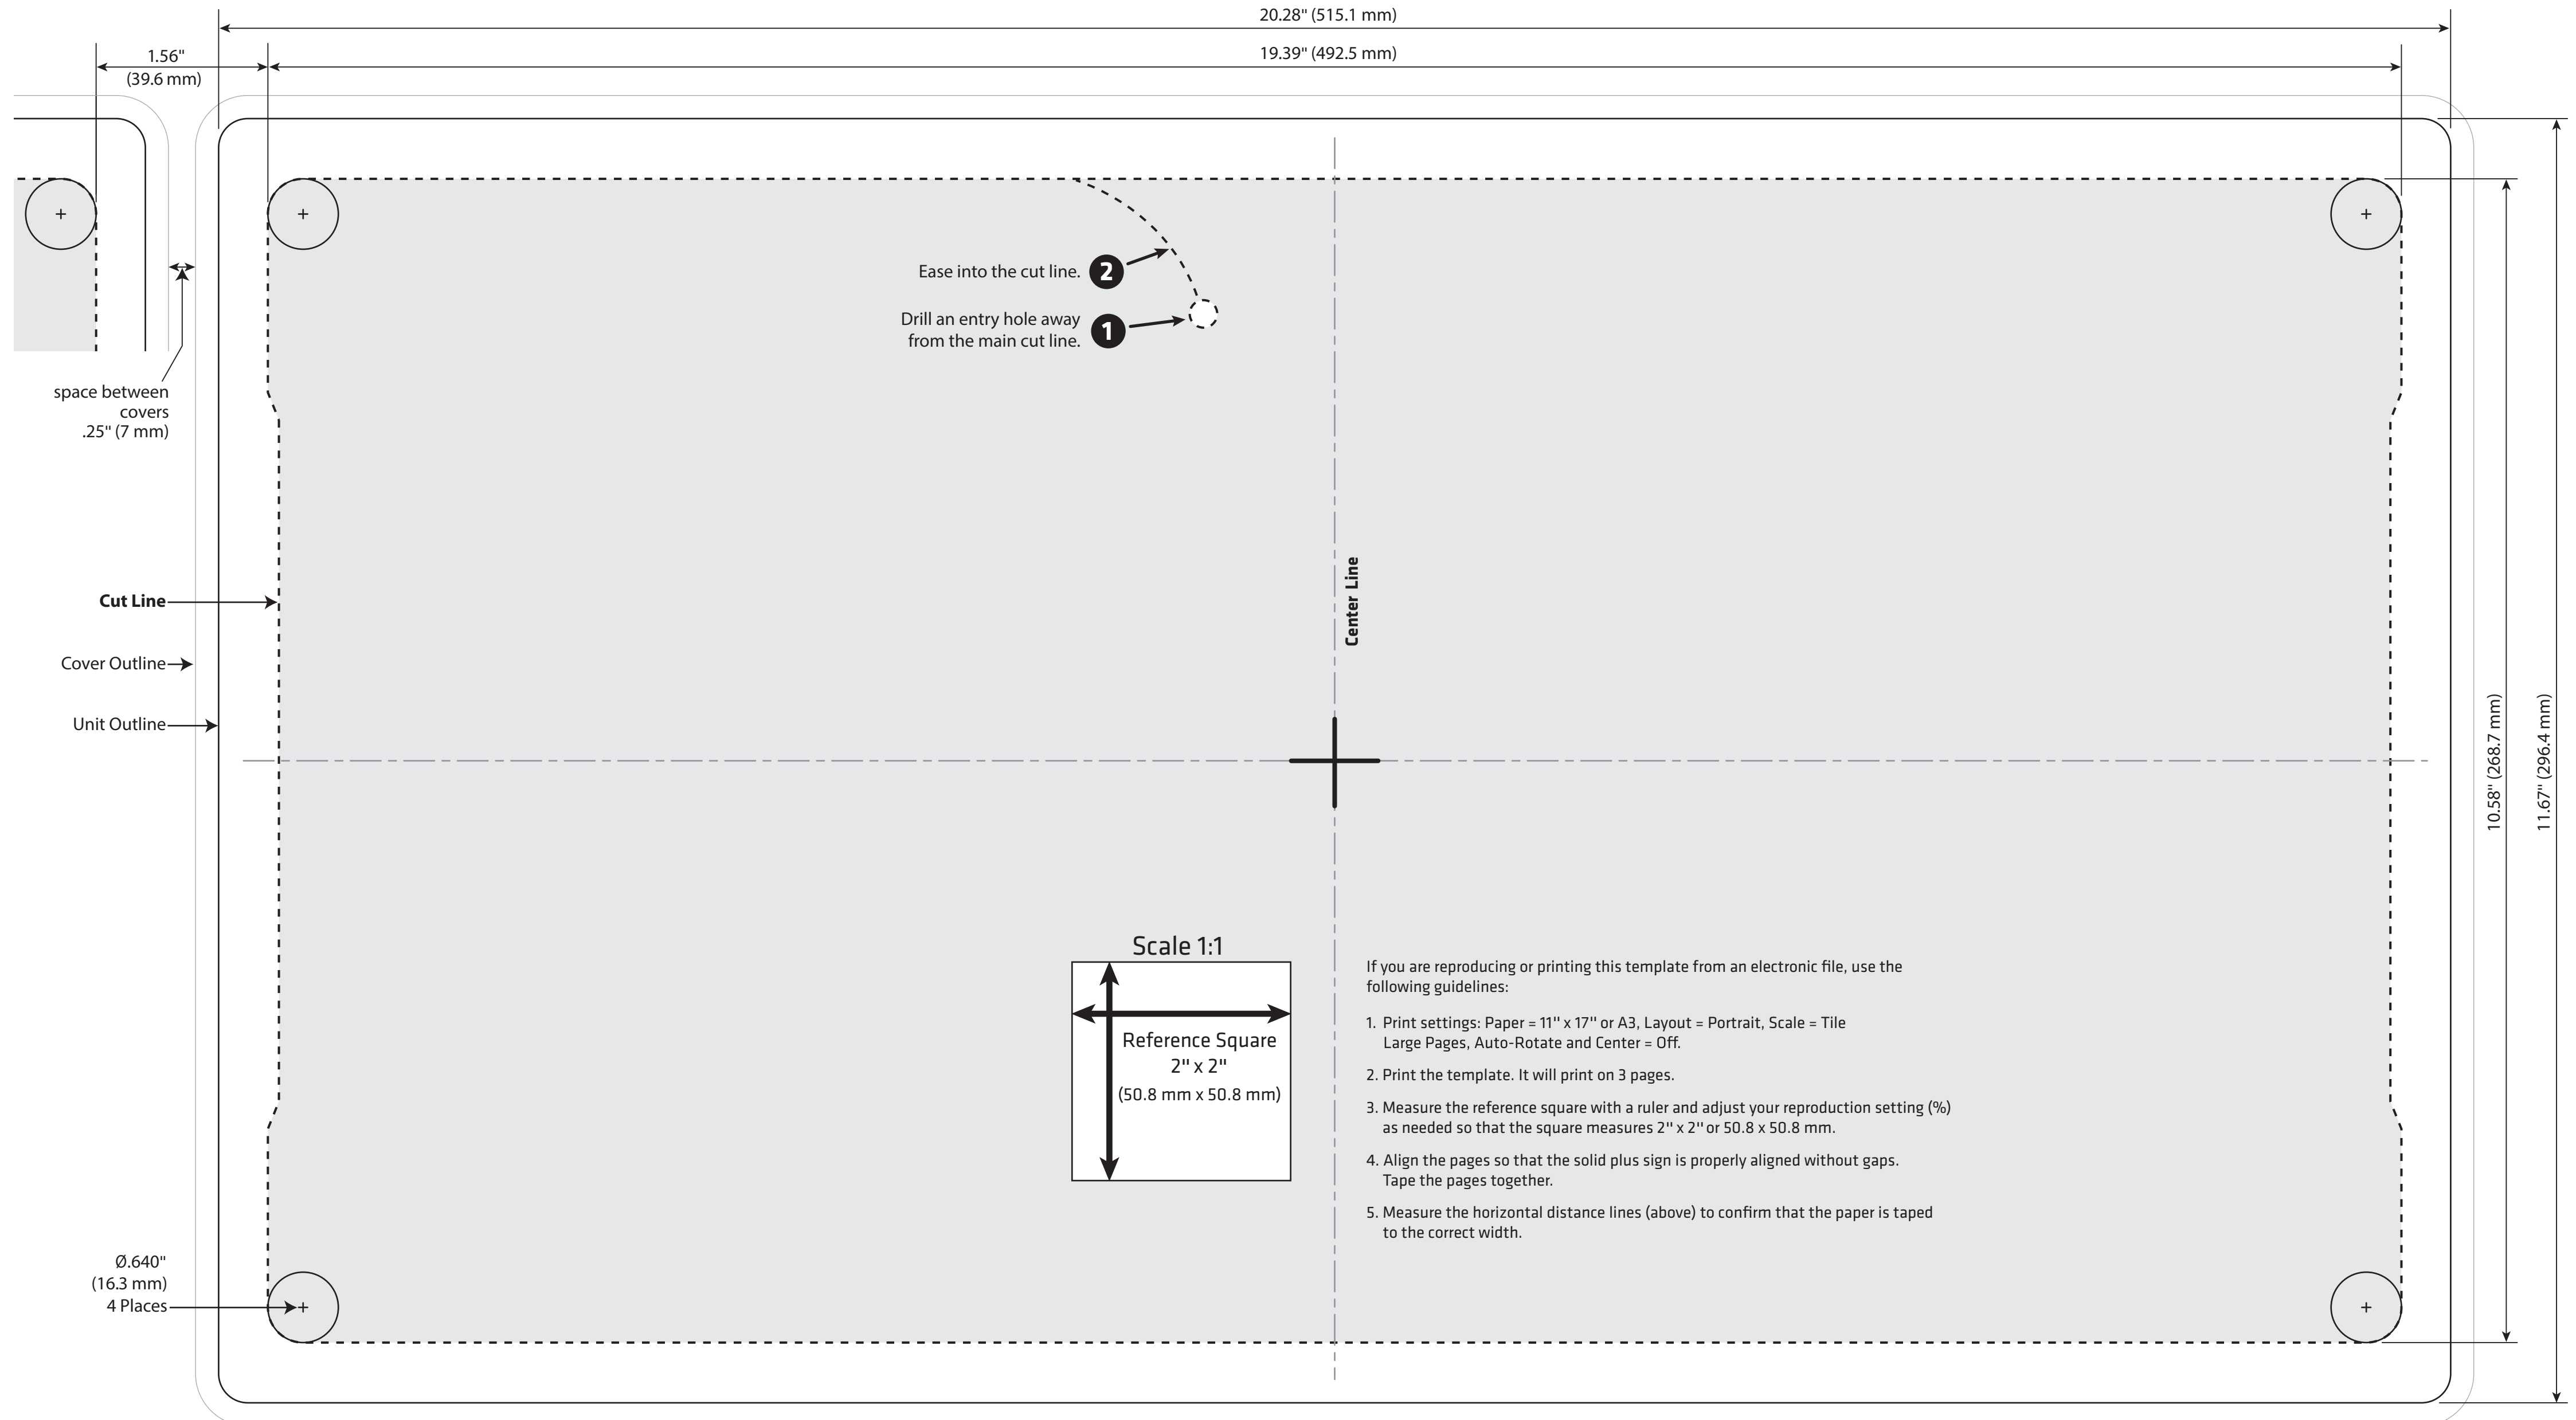 20.28" (515.1 mm)
1.56"
(39.6 mm)
19.39" (492.5 mm)
Ease into the cut line.
2
Drill an entry hole away
from the main cut line.
1
space between
covers
.25" (7 mm)
Cut Line
Cover Outline
Unit Outline
Center Line
10.58" (268.7 mm)
11.67" (296.4 mm)
Scale 1:1
Reference Square
2" x 2"
(50.8 mm x 50.8 mm)
If you are reproducing or printing this template from an electronic file, use the
following guidelines:
1. Print settings: Paper = 11" x 17" or A3, Layout = Portrait, Scale = Tile
Large Pages, Auto-Rotate and Center = Off.
2. Print the template. It will print on 3 pages.
3. Measure the reference square with a ruler and adjust your reproduction setting (%)
as needed so that the square measures 2" x 2" or 50.8 x 50.8 mm.
4. Align the pages so that the solid plus sign is properly aligned without gaps.
Tape the pages together.
5. Measure the horizontal distance lines (above) to confirm that the paper is taped
to the correct width.
Ø.640"
(16.3 mm)
4 Places